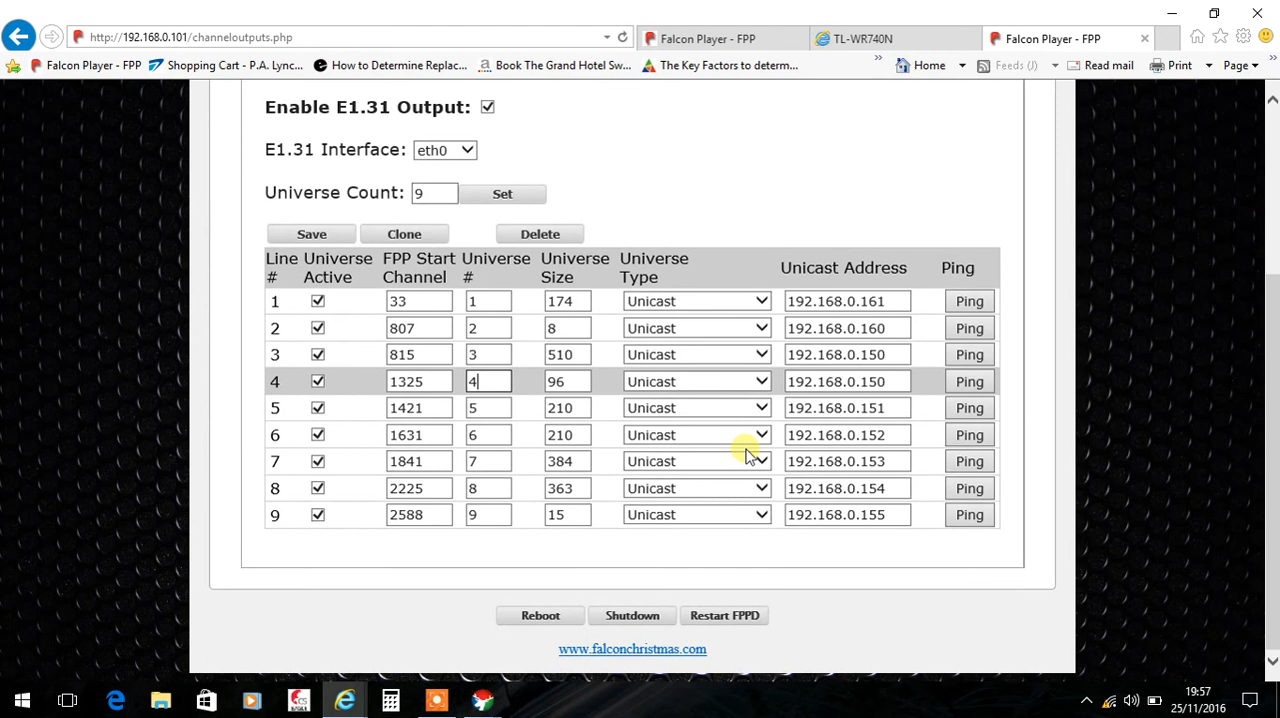 http://192.168.0.101/channeloutputs.php
Falcon Player - FPP
TL-WR740N
Falcon Player - FPP
Falcon Player - FPP
Shopping Cart - P.A. Lync...
How to Determine Replac...
Book The Grand Hotel Sw...
The Key Factors to determ...
Home
Feeds (J)
Read mail
Print
Page
Enable E1.31 Output:
E1.31 Interface: eth0
Universe Count: 9 Set
Save Clone Delete
Line # Universe Active FPP Start Channel Universe # Universe Size Universe Type Unicast Address Ping
1 33 1 174 Unicast 192.168.0.161 Ping
2 807 2 8 Unicast 192.168.0.160 Ping
3 815 3 510 Unicast 192.168.0.150 Ping
4 1325 4 96 Unicast 192.168.0.150 Ping
5 1421 5 210 Unicast 192.168.0.151 Ping
6 1631 6 210 Unicast 192.168.0.152 Ping
7 1841 7 384 Unicast 192.168.0.153 Ping
8 2225 8 363 Unicast 192.168.0.154 Ping
9 2588 9 15 Unicast 192.168.0.155 Ping
Reboot Shutdown Restart FPPD
www.falconchristmas.com
19:57
25/11/2016